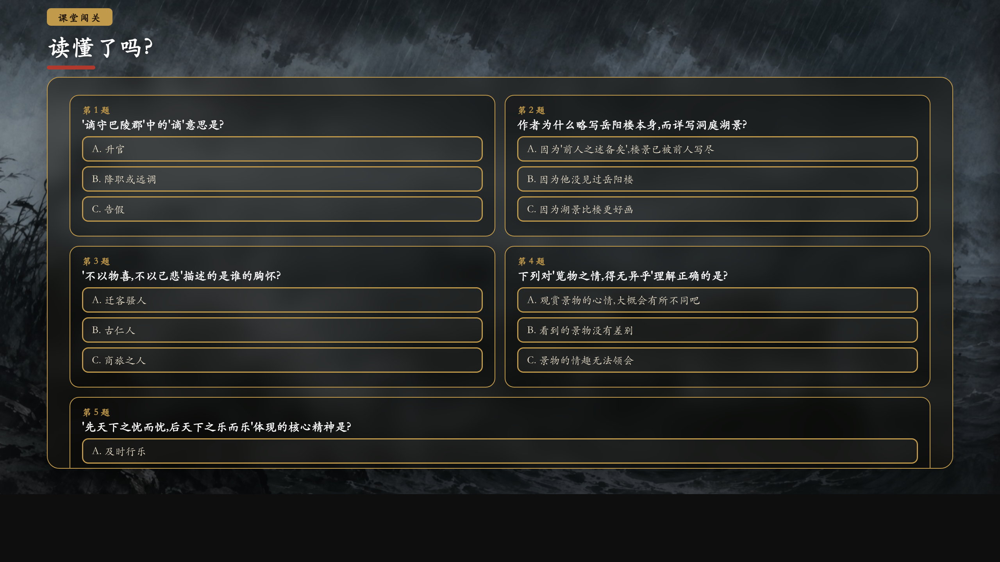 课堂闯关
读懂了吗?
第 1 题
'谪守巴陵郡'中的'谪'意思是?
A. 升官
B. 降职或远调
C. 告假
第 2 题
作者为什么略写岳阳楼本身,而详写洞庭湖景?
A. 因为'前人之述备矣',楼景已被前人写尽
B. 因为他没见过岳阳楼
C. 因为湖景比楼更好画
第 3 题
'不以物喜,不以己悲'描述的是谁的胸怀?
A. 迁客骚人
B. 古仁人
C. 商旅之人
第 4 题
下列对'览物之情,得无异乎'理解正确的是?
A. 观赏景物的心情,大概会有所不同吧
B. 看到的景物没有差别
C. 景物的情趣无法领会
第 5 题
'先天下之忧而忧,后天下之乐而乐'体现的核心精神是?
A. 及时行乐